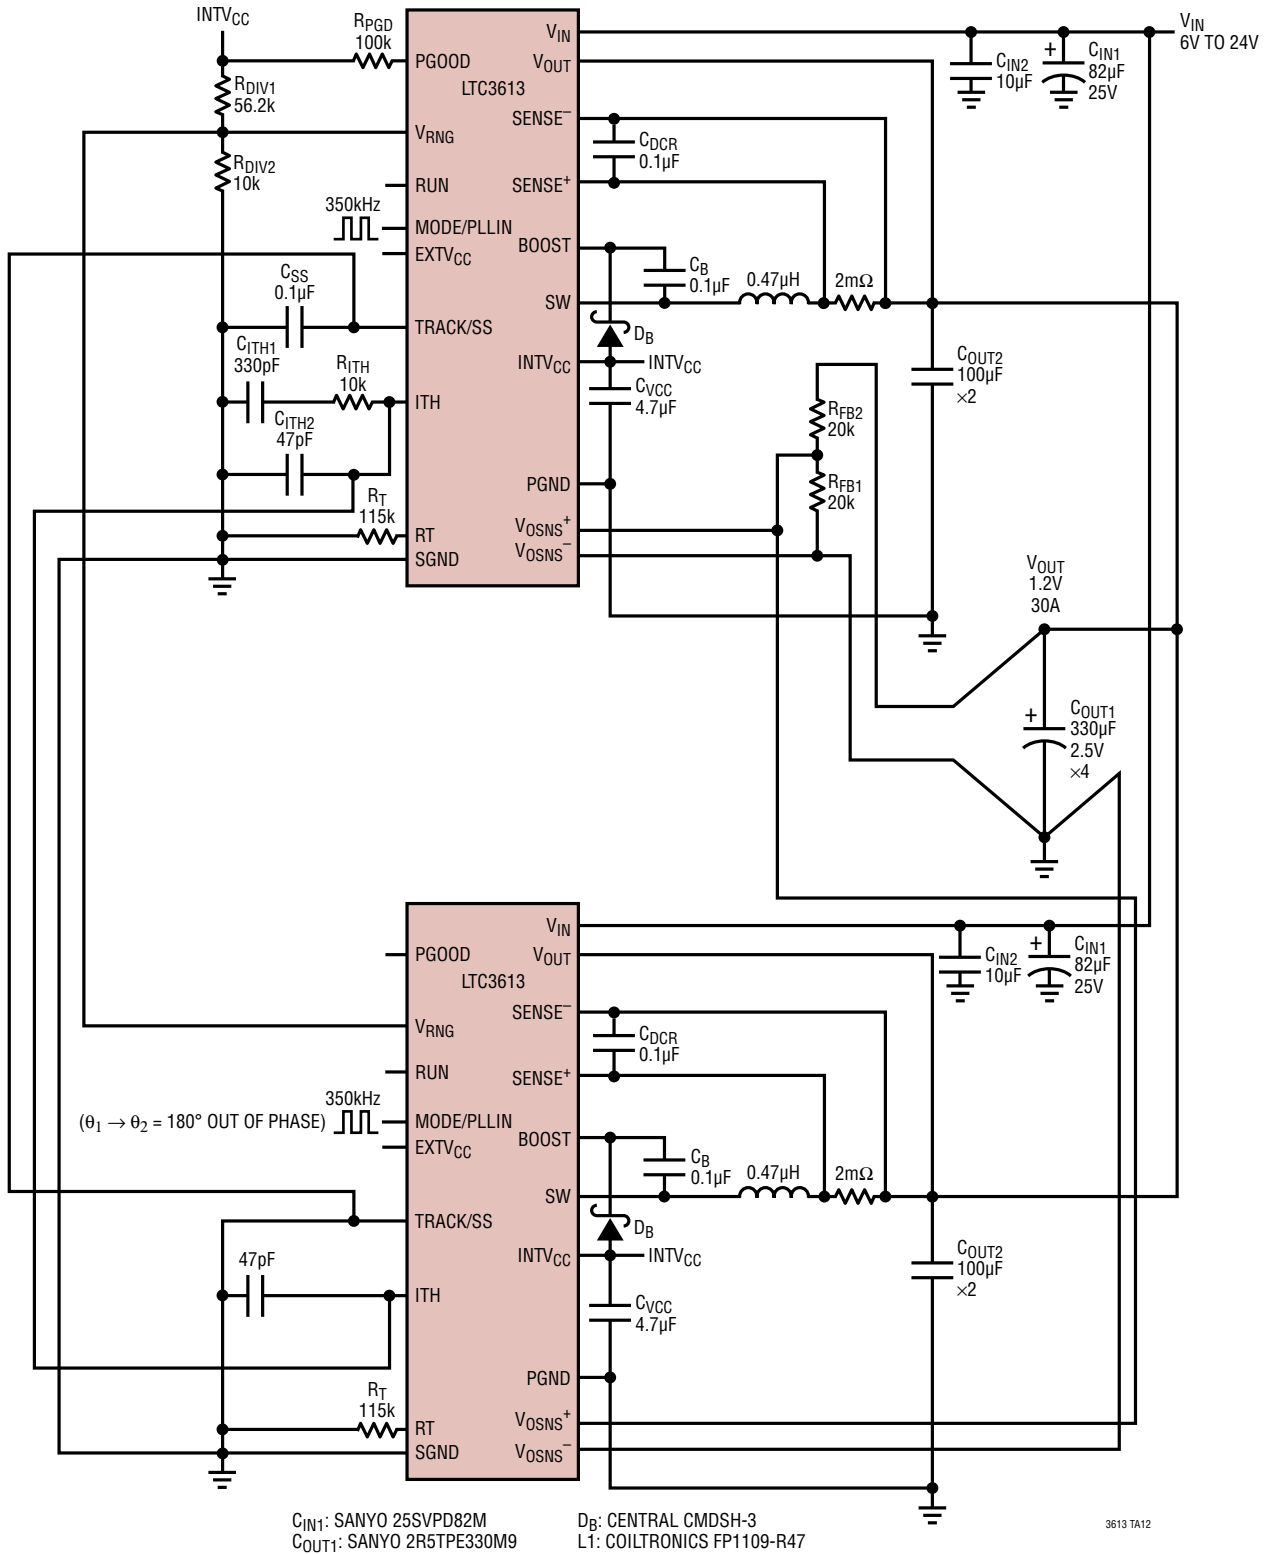 INTVCC
RPGD
100k
RDIV1
56.2k
RDIV2
10k
350kHz
CSS
0.1µF
CITH1
330pF
RITH
10k
CITH2
47pF
RT
115k
PGOOD
LTC3613
VRNG
RUN
MODE/PLLIN
EXTVCC
TRACK/SS
ITH
RT
SGND
VIN
VOUT
SENSE–
SENSE+
BOOST
SW
INTVCC
PGND
VOSNS+
VOSNS–
CDCR
0.1µF
CB
0.1µF
0.47µH
2mΩ
DB
INTVCC
CVCC
4.7µF
RFB2
20k
RFB1
20k
COUT2
100µF
×2
CIN2
10µF
+
CIN1
82µF
25V
VIN
6V TO 24V
VOUT
1.2V
30A
+
COUT1
330µF
2.5V
×4
PGOOD
LTC3613
VRNG
RUN
350kHz
(θ1 → θ2 = 180° OUT OF PHASE)
MODE/PLLIN
EXTVCC
TRACK/SS
47pF
ITH
RT
115k
RT
SGND
VIN
VOUT
SENSE–
SENSE+
BOOST
SW
INTVCC
PGND
VOSNS+
VOSNS–
CDCR
0.1µF
CB
0.1µF
0.47µH
2mΩ
DB
INTVCC
CVCC
4.7µF
COUT2
100µF
×2
CIN2
10µF
+
CIN1
82µF
25V
CIN1: SANYO 25SVPD82M
COUT1: SANYO 2R5TPE330M9
DB: CENTRAL CMDSH-3
L1: COILTRONICS FP1109-R47
3613 TA12